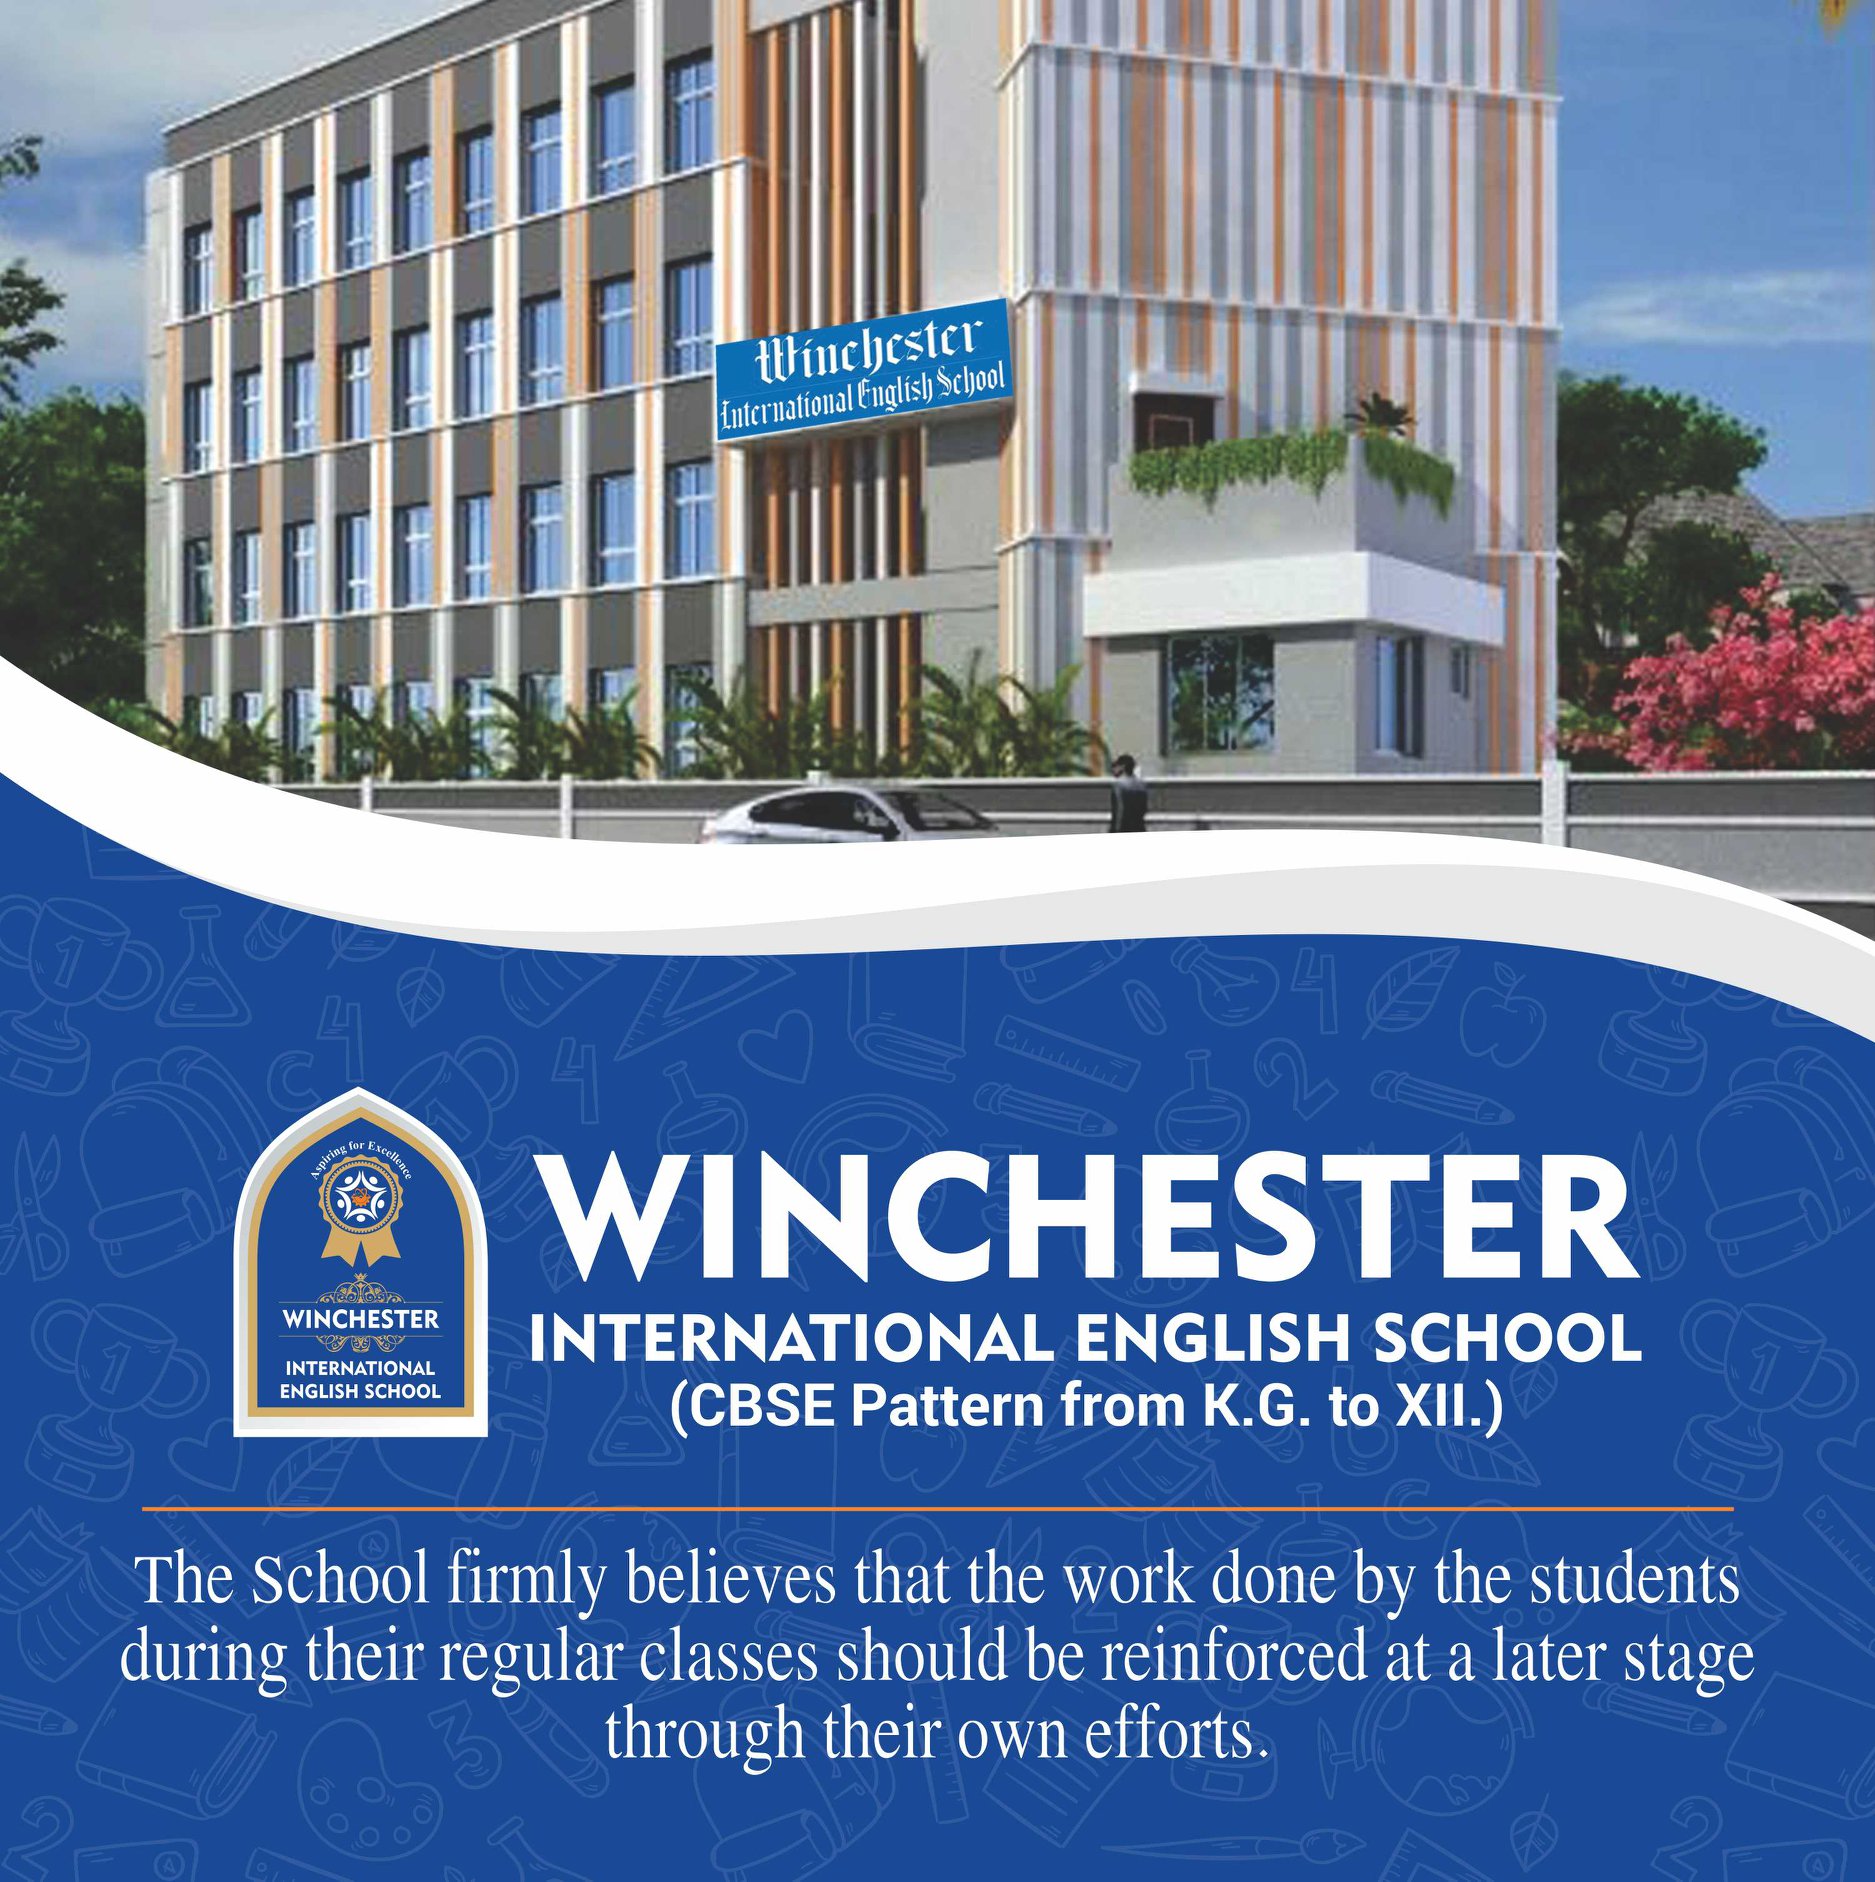 Winchester
International English School
Aspiring for Excellence
WINCHESTER
INTERNATIONAL
ENGLISH SCHOOL
WINCHESTER
INTERNATIONAL ENGLISH SCHOOL
(CBSE Pattern from K.G. to XII.)
The School firmly believes that the work done by the students
during their regular classes should be reinforced at a later stage
through their own efforts.